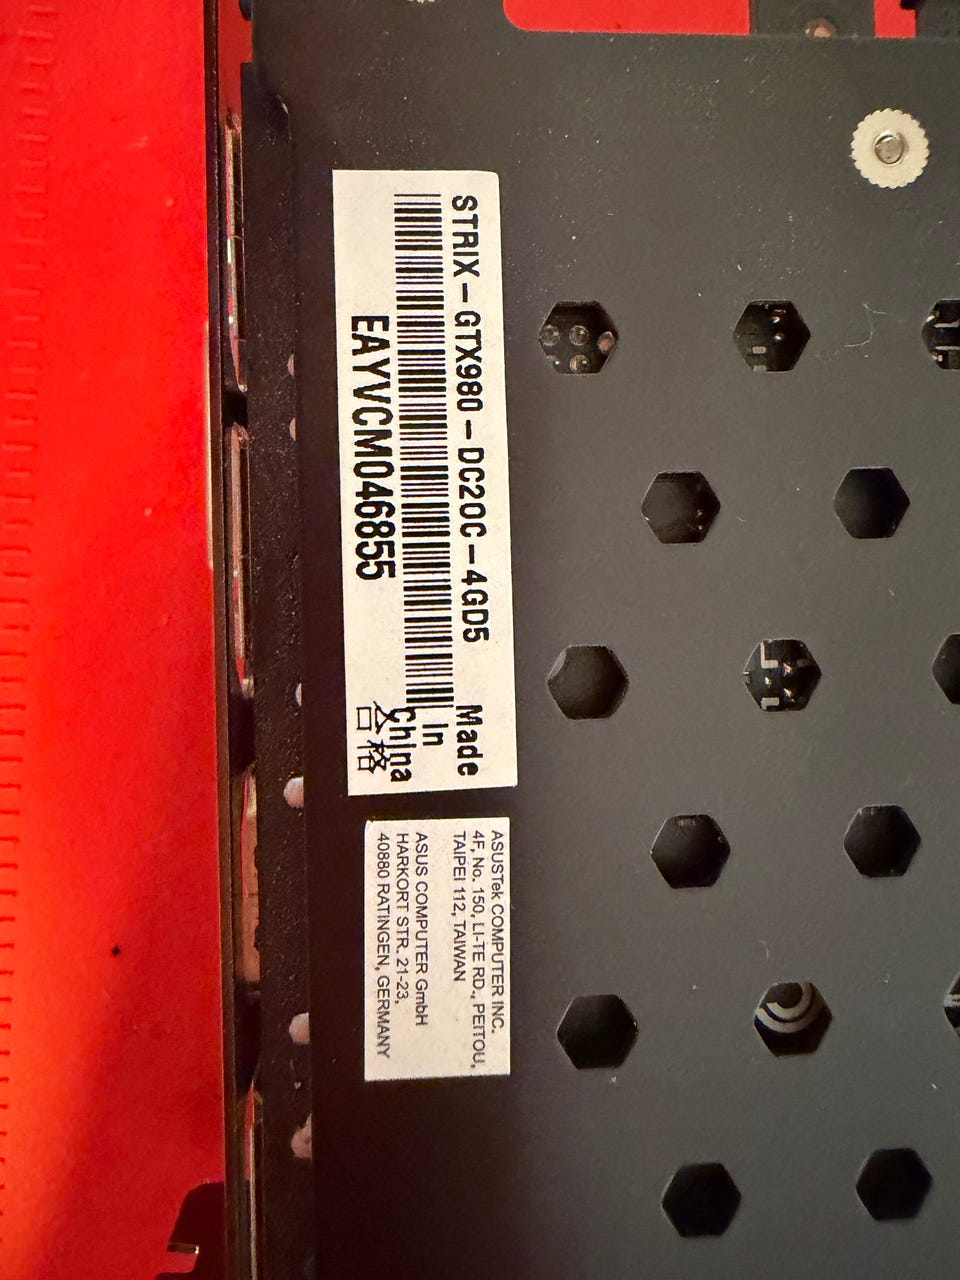 STRIX-GTX980-DC2OC-4GD5
EAYVCM046855
Made
in
China
合格
ASUSTek COMPUTER INC.
4F, No. 150, LI-TE RD., PEITOU,
TAIPEI 112, TAIWAN
ASUS COMPUTER GmbH
HARKORT STR. 21-23,
40880 RATINGEN, GERMANY